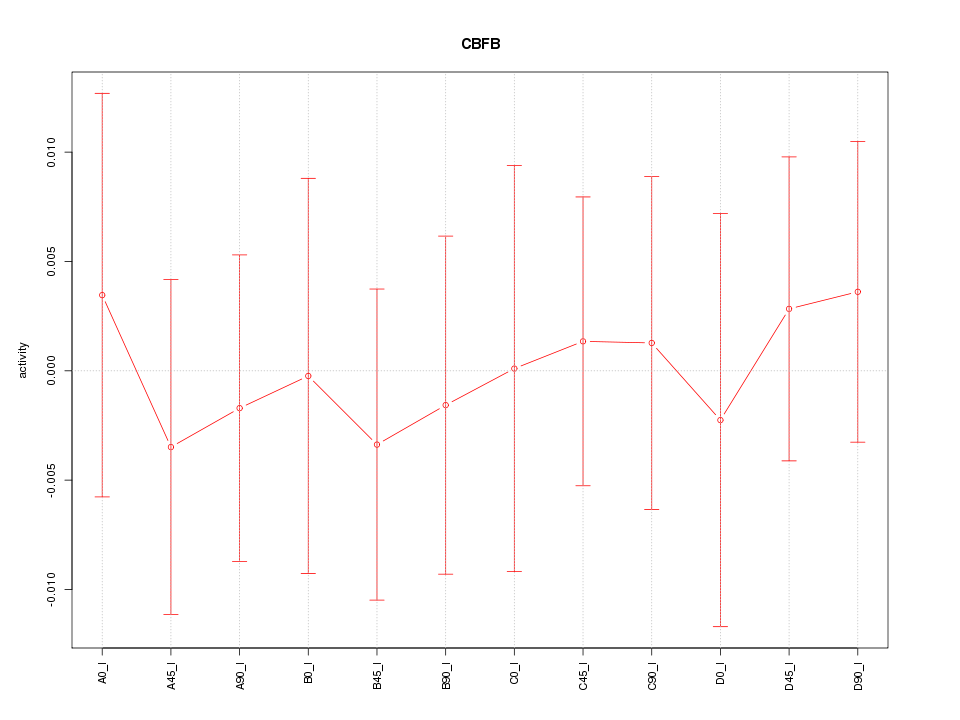 CBFB
activity
0.010
0.005
0.000
-0.005
-0.010
A0_I
A45_I
A90_I
B0_I
B45_I
B90_I
C0_I
C45_I
C90_I
D0_I
D45_I
D90_I